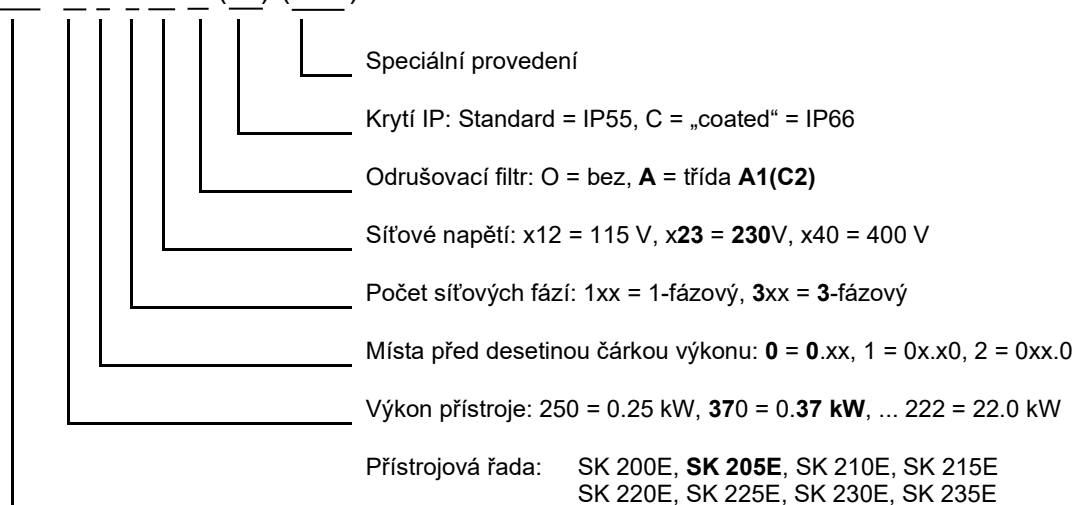 Speciální provedení
Krytí IP: Standard = IP55, C = „coated“ = IP66
Odrušovací filtr: O = bez, A = třída A1(C2)
Síťové napětí: x12 = 115 V, x23 = 230V, x40 = 400 V
Počet síťových fází: 1xx = 1-fázový, 3xx = 3-fázový
Místa před desetinou čárkou výkonu: 0 = 0.xx, 1 = 0x.x0, 2 = 0xx.0
Výkon přístroje: 250 = 0.25 kW, 370 = 0.37 kW, ... 222 = 22.0 kW
Přístrojová řada: SK 200E, SK 205E, SK 210E, SK 215E
SK 220E, SK 225E, SK 230E, SK 235E